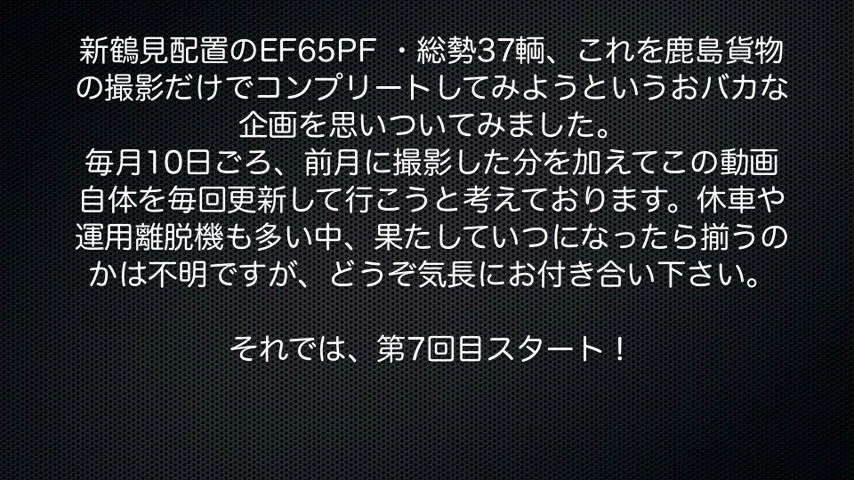 新鶴見配置のEF65PF ・総勢37輌、これを鹿島貨物
の撮影だけでコンプリートしてみようというおバカな
企画を思いついてみました。
毎月10日ごろ、前月に撮影した分を加えてこの動画
自体を毎回更新して行こうと考えております。休車や
運用離脱機も多い中、果たしていつになったら揃うの
かは不明ですが、どうぞ気長にお付き合い下さい。
それでは、第7回目スタート！